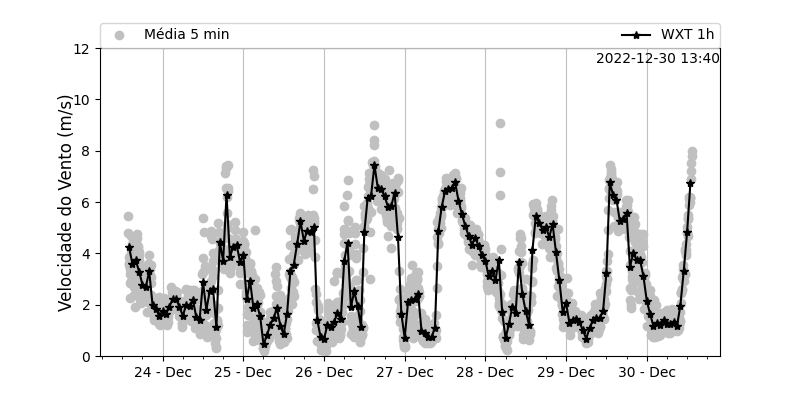 Média 5 min WXT 1h
2022-12-30 13:40
Velocidade do Vento (m/s)
12
10
8
6
4
2
0
24 - Dec 25 - Dec 26 - Dec 27 - Dec 28 - Dec 29 - Dec 30 - Dec